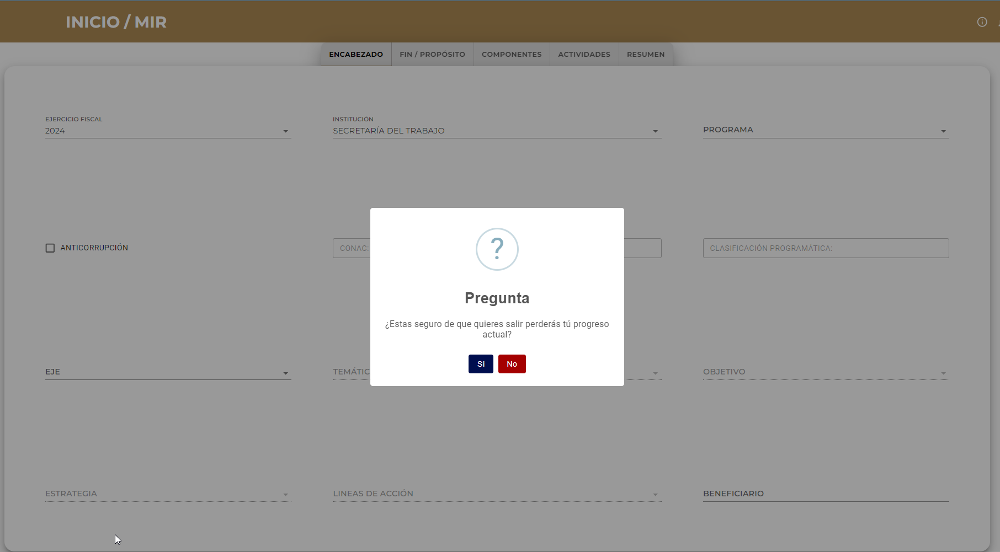 INICIO / MIR
ENCABEZADO FIN / PROPÓSITO COMPONENTES ACTIVIDADES RESUMEN
EJERCICIO FISCAL
2024
INSTITUCIÓN
SECRETARÍA DEL TRABAJO
PROGRAMA
ANTICORRUPCIÓN
CONAC:
CLASIFICACIÓN PROGRAMÁTICA:
?
Pregunta
¿Estas seguro de que quieres salir perderás tú progreso
actual?
Si No
EJE
TEMÁTIC
OBJETIVO
ESTRATEGIA
LINEAS DE ACCIÓN
BENEFICIARIO